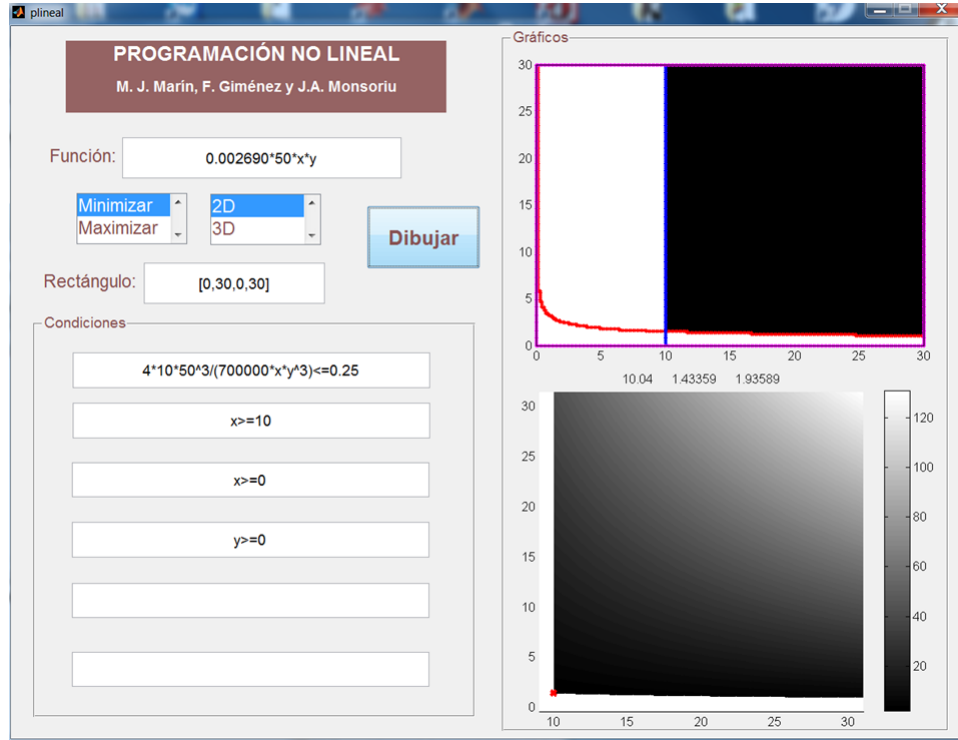 plineal
PROGRAMACIÓN NO LINEAL
M. J. Marín, F. Giménez y J.A. Monsoriu
Función:
0.002690*50*x*y
Minimizar
Maximizar
2D
3D
Dibujar
Rectángulo:
[0,30,0,30]
Condiciones
4*10*50^3/(700000*x*y^3)<=0.25
x>=10
x>=0
y>=0
Gráficos
30
25
20
15
10
5
0
0 5 10 15 20 25 30
10.04 1.43359 1.93589
30
25
20
15
10
5
0
10 15 20 25 30
120
100
80
60
40
20